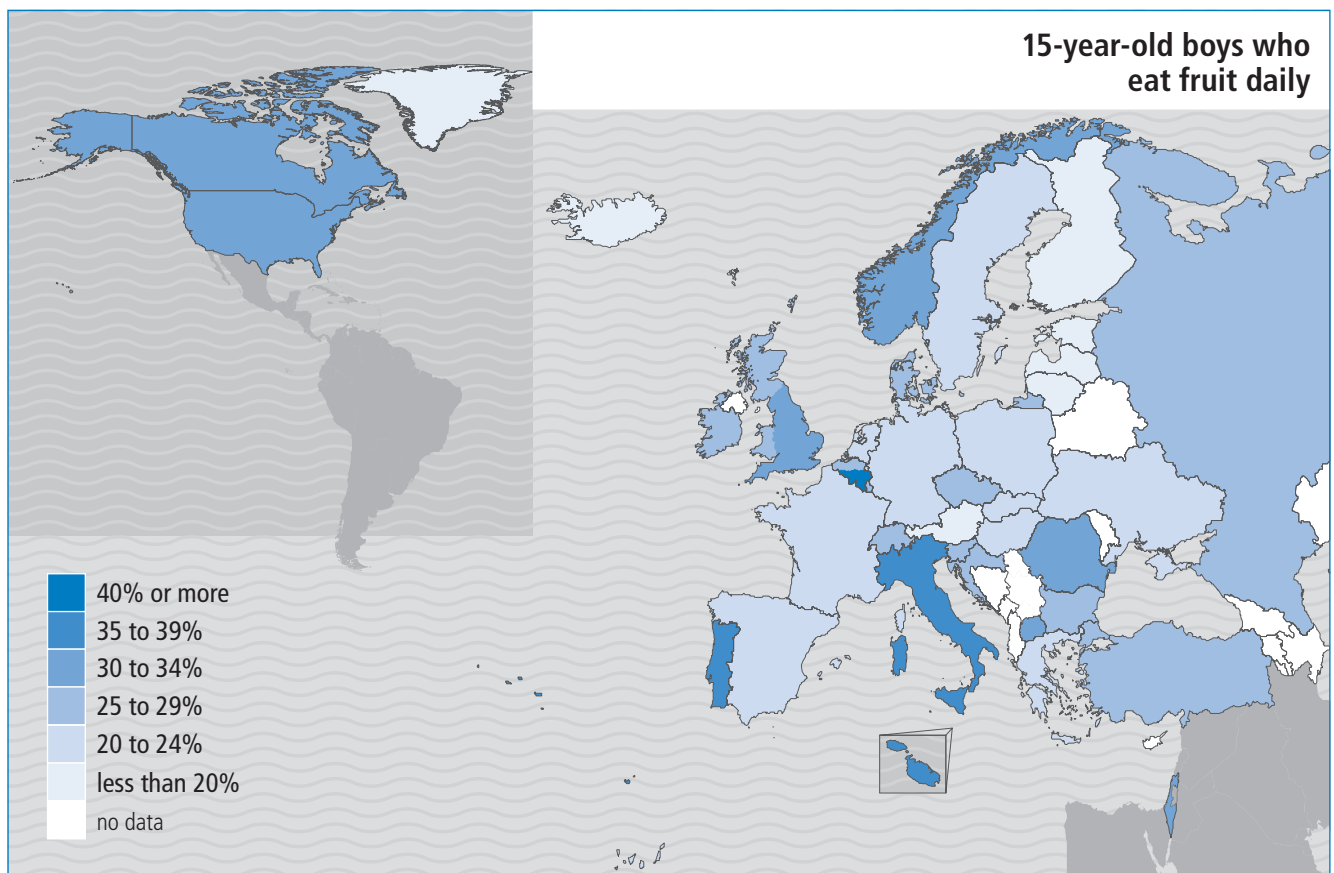 15-year-old boys who
eat fruit daily
40% or more
35 to 39%
30 to 34%
25 to 29%
20 to 24%
less than 20%
no data